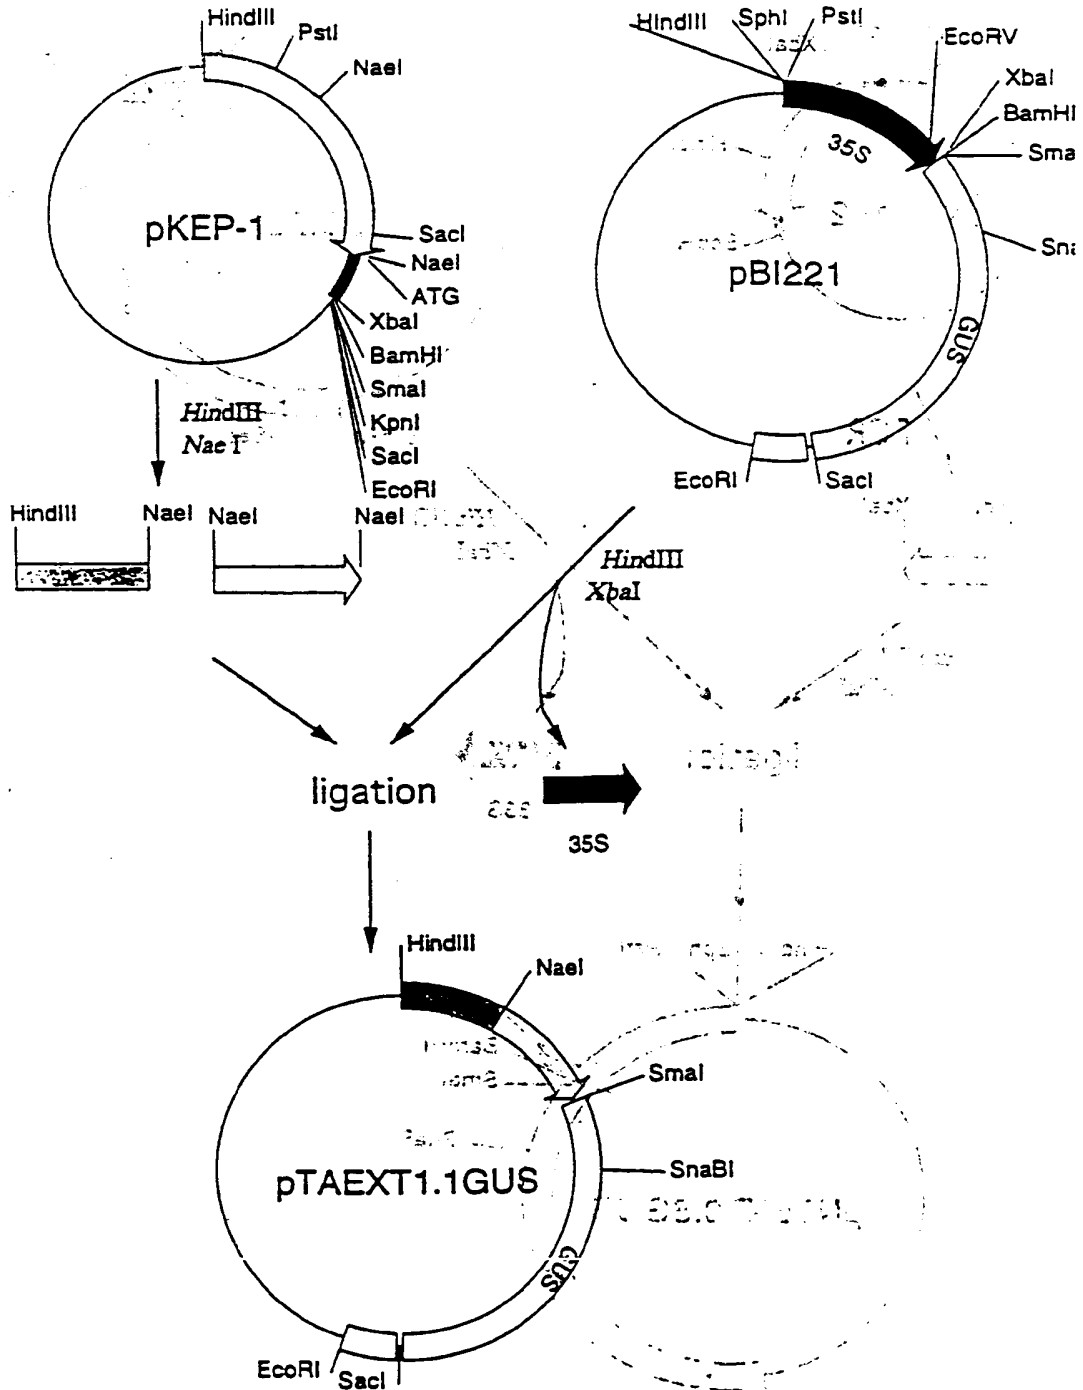 HindIII
PstI
NaeI
pKEP-1
SacI
NaeI
ATG
XbaI
BamHI
SmaI
KpnI
SacI
EcoRI
HindIII
NaeI
HindIII SphI PstI
EcoRV
XbaI
BamHI
Sma
35S
Sna
pBI221
GUS
EcoRI SacI
HindIII NaeI NaeI NaeI
HindIII
XbaI
ligation
35S
HindIII
NaeI
SmaI
pTAEXT1.1GUS
SnaBI
GUS
EcoRI
SacI